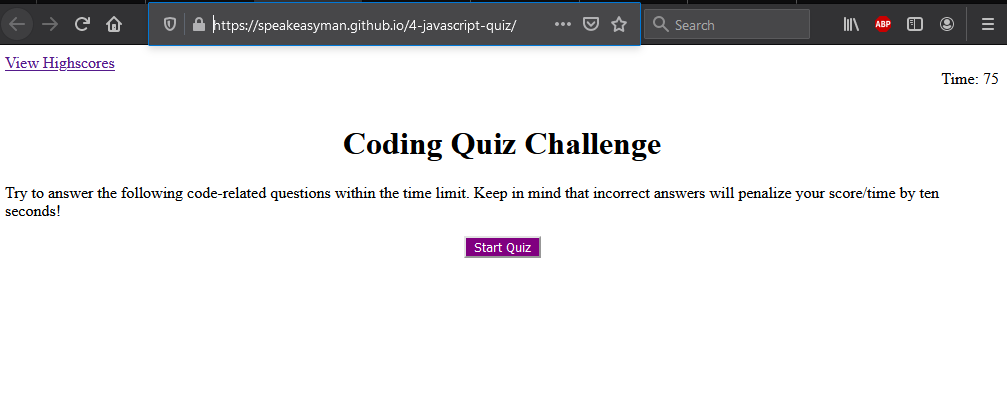 https://speakeasyman.github.io/4-javascript-quiz/
Search
ABP
View Highscores
Time: 75
Coding Quiz Challenge
Try to answer the following code-related questions within the time limit. Keep in mind that incorrect answers will penalize your score/time by ten
seconds!
Start Quiz